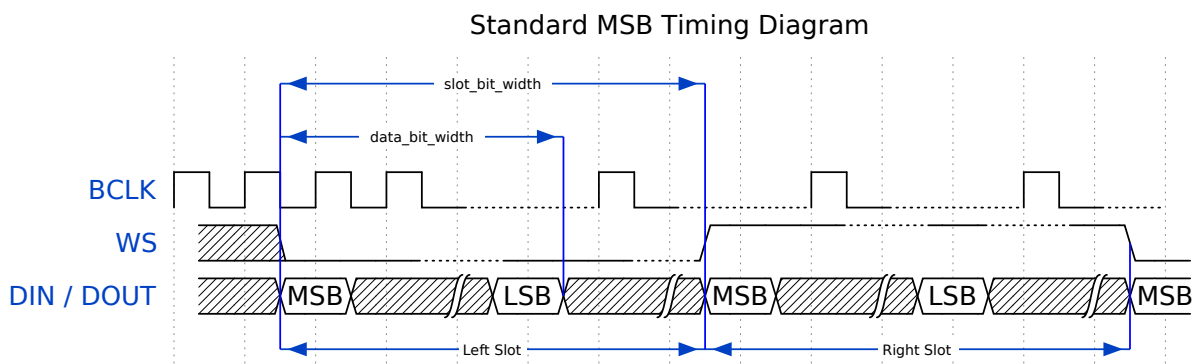 Standard MSB Timing Diagram
slot_bit_width
data_bit_width
BCLK
WS
DIN / DOUT
MSB
LSB
MSB
LSB
MSB
Left Slot
Right Slot